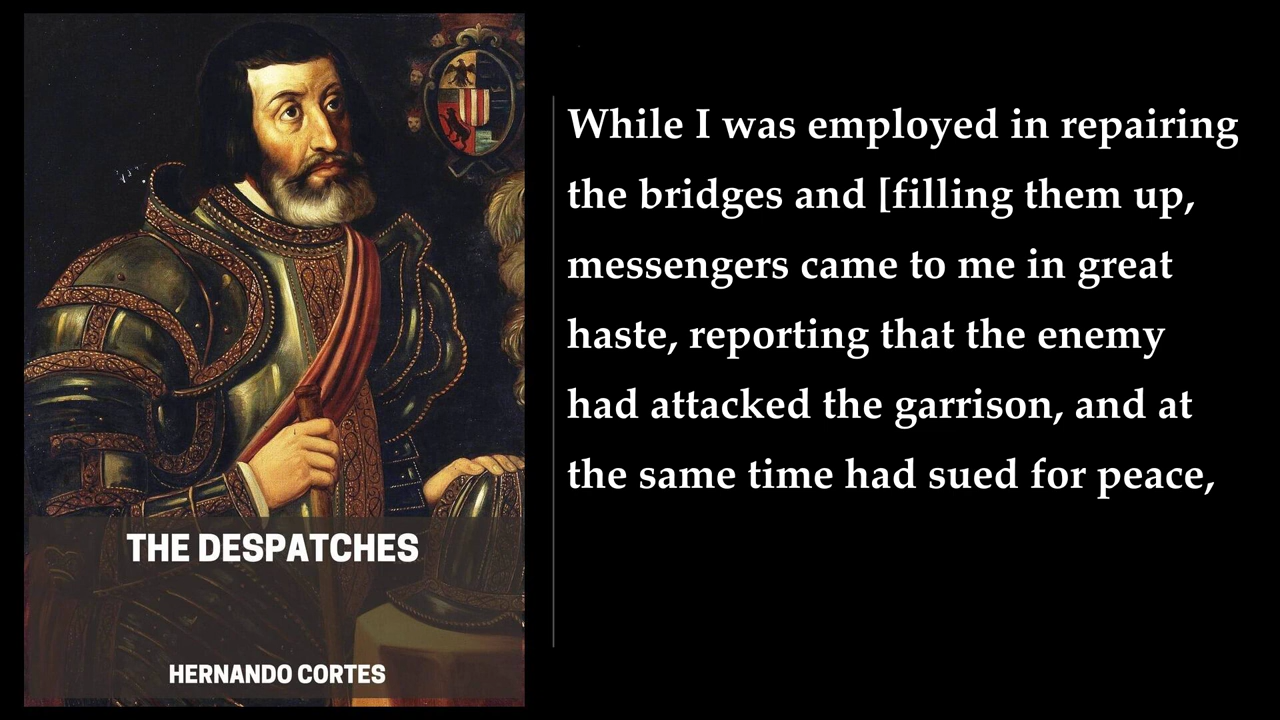 THE DESPATCHES
HERNANDO CORTES
While I was employed in repairing
the bridges and [filling them up,
messengers came to me in great
haste, reporting that the enemy
had attacked the garrison, and at
the same time had sued for peace,